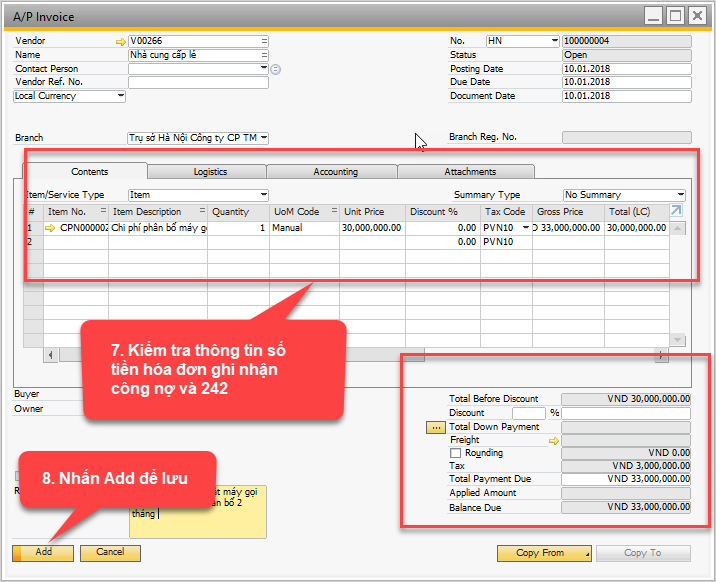 A/P Invoice
Vendor V00266
Name Nhà cung cấp lẻ
Contact Person
Vendor Ref. No.
Local Currency
Branch Trụ sở Hà Nội Công ty CP TM
No. HN 100000004
Status Open
Posting Date 10.01.2018
Due Date 10.01.2018
Document Date 10.01.2018
Branch Reg. No.
Contents Logistics Accounting Attachments
Item/Service Type Item Summary Type No Summary
# Item No. Item Description Quantity UoM Code Unit Price Discount % Tax Code Gross Price Total (LC)
1 CPN00000 Chi phí phân bổ máy gọ 1 Manual 30,000,000.00 0.00 PVN10 33,000,000.00 30,000,000.00
2 0.00 PVN10
7. Kiểm tra thông tin số
tiền hóa đơn ghi nhận
công nợ và 242
Buyer
Owner
Total Before Discount VND 30,000,000.00
Discount %
... Total Down Payment
Freight
Rounding VND 0.00
Tax VND 3,000,000.00
Total Payment Due VND 33,000,000.00
Applied Amount
Balance Due VND 33,000,000.00
8. Nhấn Add để lưu
máy gọi
bổ 2
tháng
Add Cancel Copy From Copy To